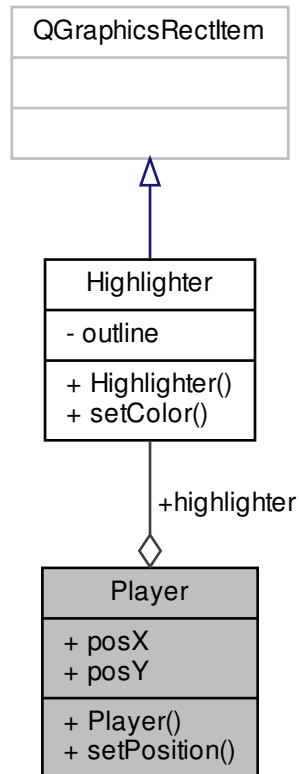 QGraphicsRectItem
Highlighter
- outline
+ Highlighter()
+ setColor()
+highlighter
Player
+ posX
+ posY
+ Player()
+ setPosition()